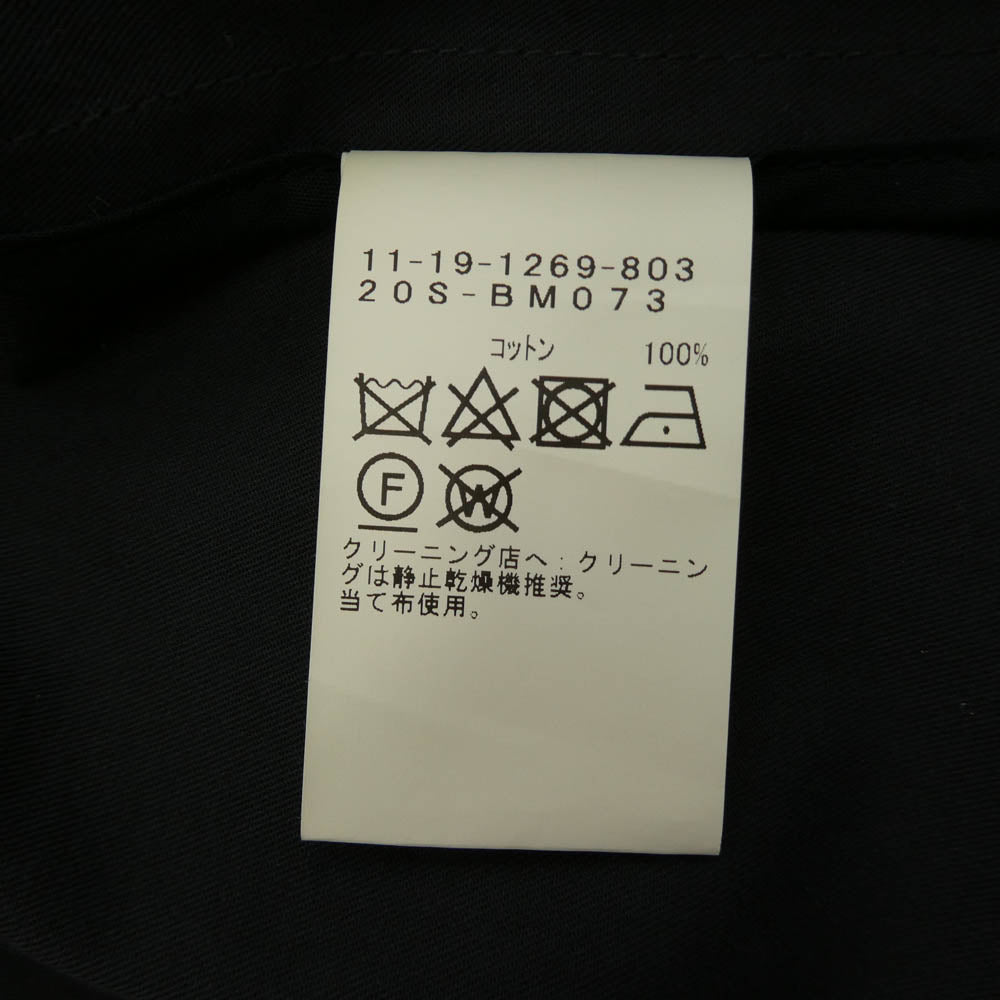 11-19-1269-803
20S-BM073
コットン 100%
F
W
クリーニング店へ：クリーニン
グは静止乾燥機推奨。
当て布使用。